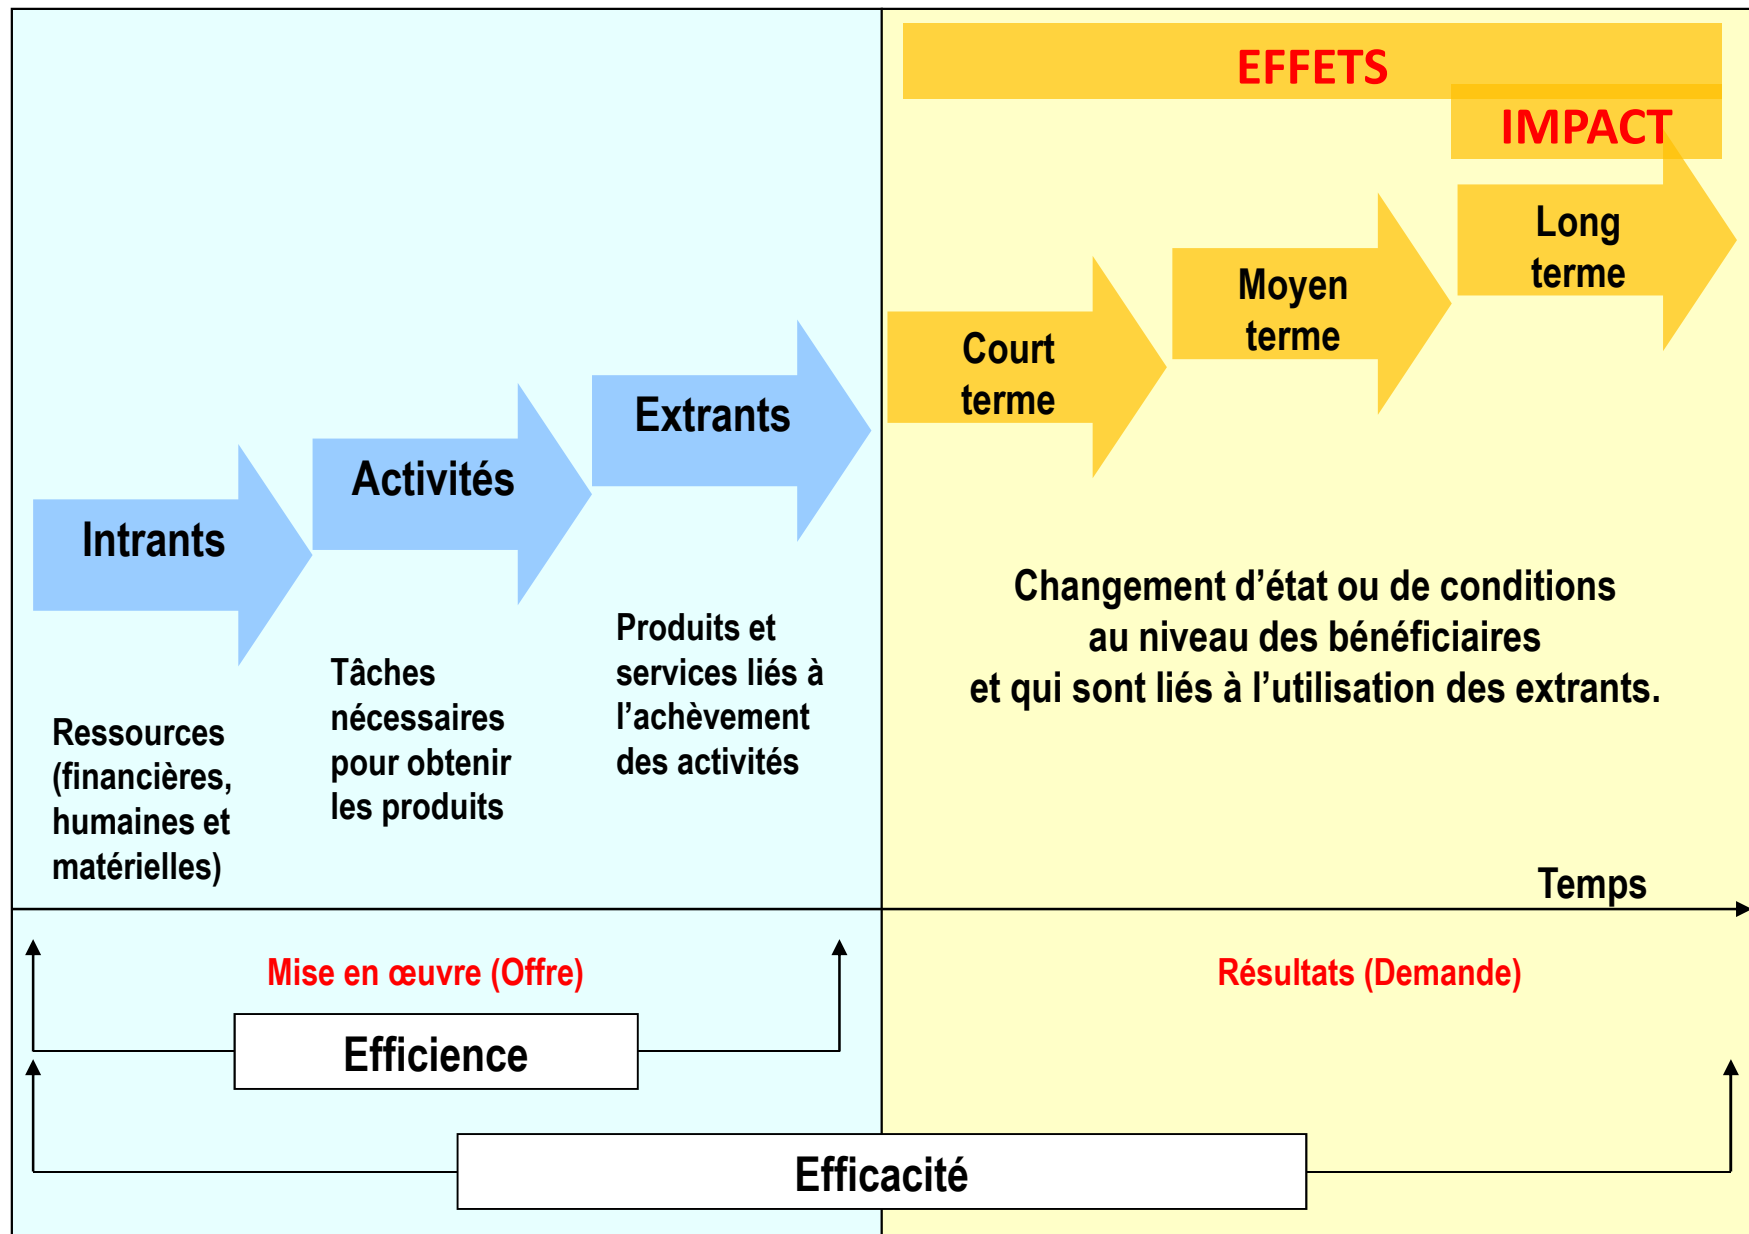 EFFETS
IMPACT
Long
terme
Moyen
terme
Court
terme
Extrants
Activités
Intrants
Changement d’état ou de conditions
au niveau des bénéficiaires
et qui sont liés à l’utilisation des extrants.
Produits et
services liés à
l’achèvement
des activités
Tâches
nécessaires
pour obtenir
les produits
Ressources
(financières,
humaines et
matérielles)
Temps
Mise en œuvre (Offre)
Résultats (Demande)
Efficience
Efficacité